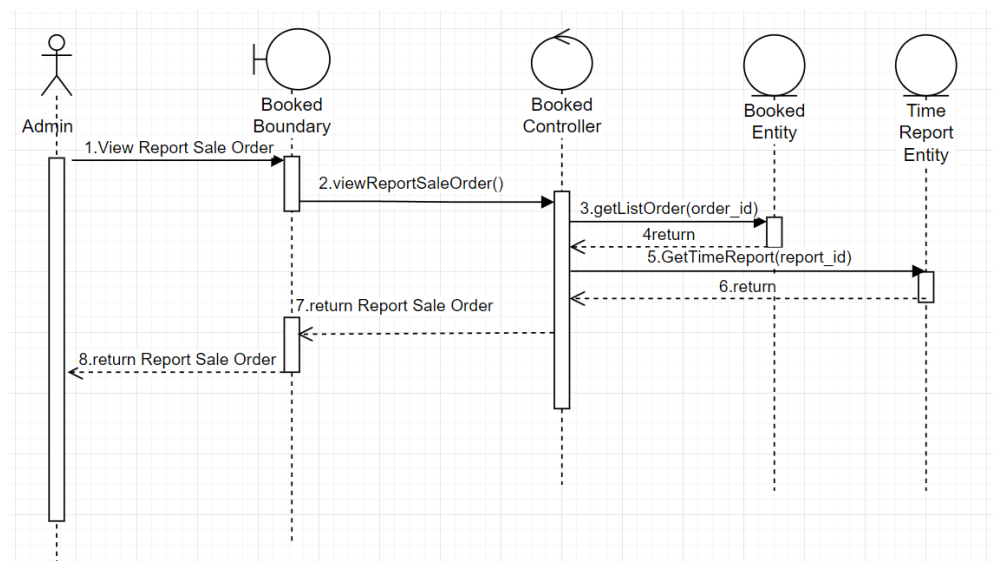 Admin
Booked
Boundary
Booked
Controller
Booked
Entity
Time
Report
Entity
1.View Report Sale Order
2.viewReportSaleOrder()
3.getListOrder(order_id)
4return
5.GetTimeReport(report_id)
6.return
7.return Report Sale Order
8.return Report Sale Order